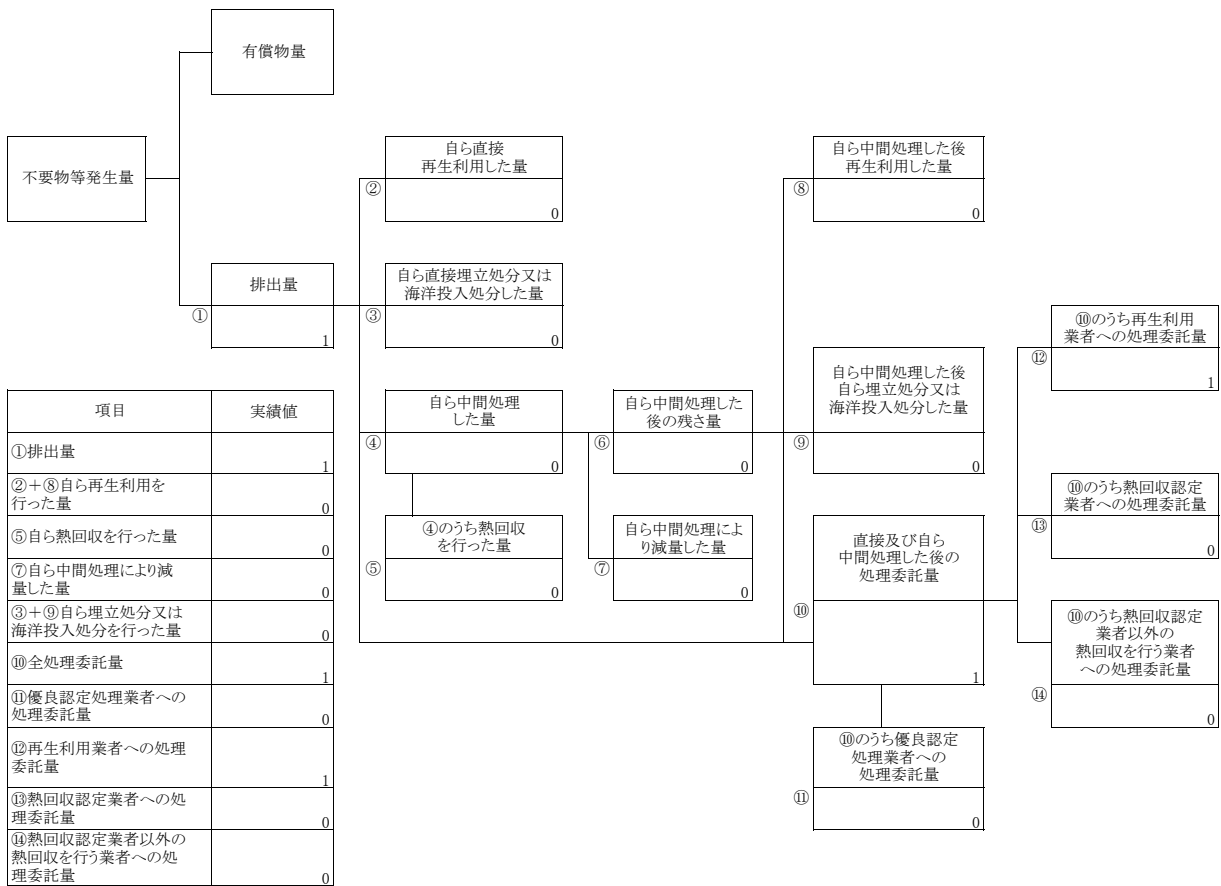 有償物量
不要物等発生量
排出量
①
1
自ら直接
再生利用した量
②
0
自ら直接埋立処分又は
海洋投入処分した量
③
0
自ら中間処理
した量
④
0
④のうち熱回収
を行った量
⑤
0
自ら中間処理した
後の残さ量
⑥
0
自ら中間処理によ
り減量した量
⑦
0
自ら中間処理した後
再生利用した量
⑧
0
自ら中間処理した後
自ら埋立処分又は
海洋投入処分した量
⑨
0
直接及び自ら
中間処理した後の
処理委託量
⑩
1
⑩のうち優良認定
処理業者への
処理委託量
⑪
0
⑩のうち再生利用
業者への処理委託量
⑫
1
⑩のうち熱回収認定
業者への処理委託量
⑬
0
⑩のうち熱回収認定
業者以外の
熱回収を行う業者
への処理委託量
⑭
0
項目 実績値
①排出量
1
②＋⑧自ら再生利用を
行った量
0
⑤自ら熱回収を行った量
0
⑦自ら中間処理により減
量した量
0
③＋⑨自ら埋立処分又は
海洋投入処分を行った量
0
⑩全処理委託量
1
⑪優良認定処理業者への
処理委託量
0
⑫再生利用業者への処理
委託量
1
⑬熱回収認定業者への処
理委託量
0
⑭熱回収認定業者以外の
熱回収を行う業者への処
理委託量
0